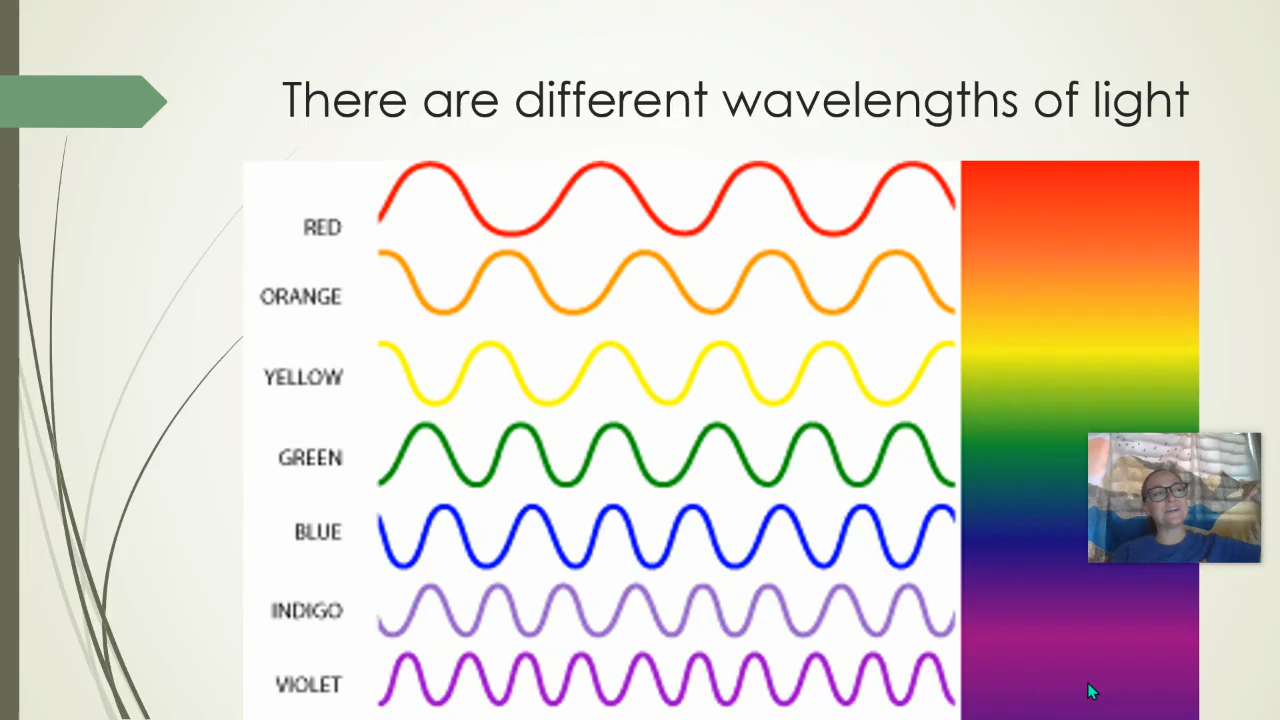 There are different wavelengths of light
RED
ORANGE
YELLOW
GREEN
BLUE
INDIGO
VIOLET